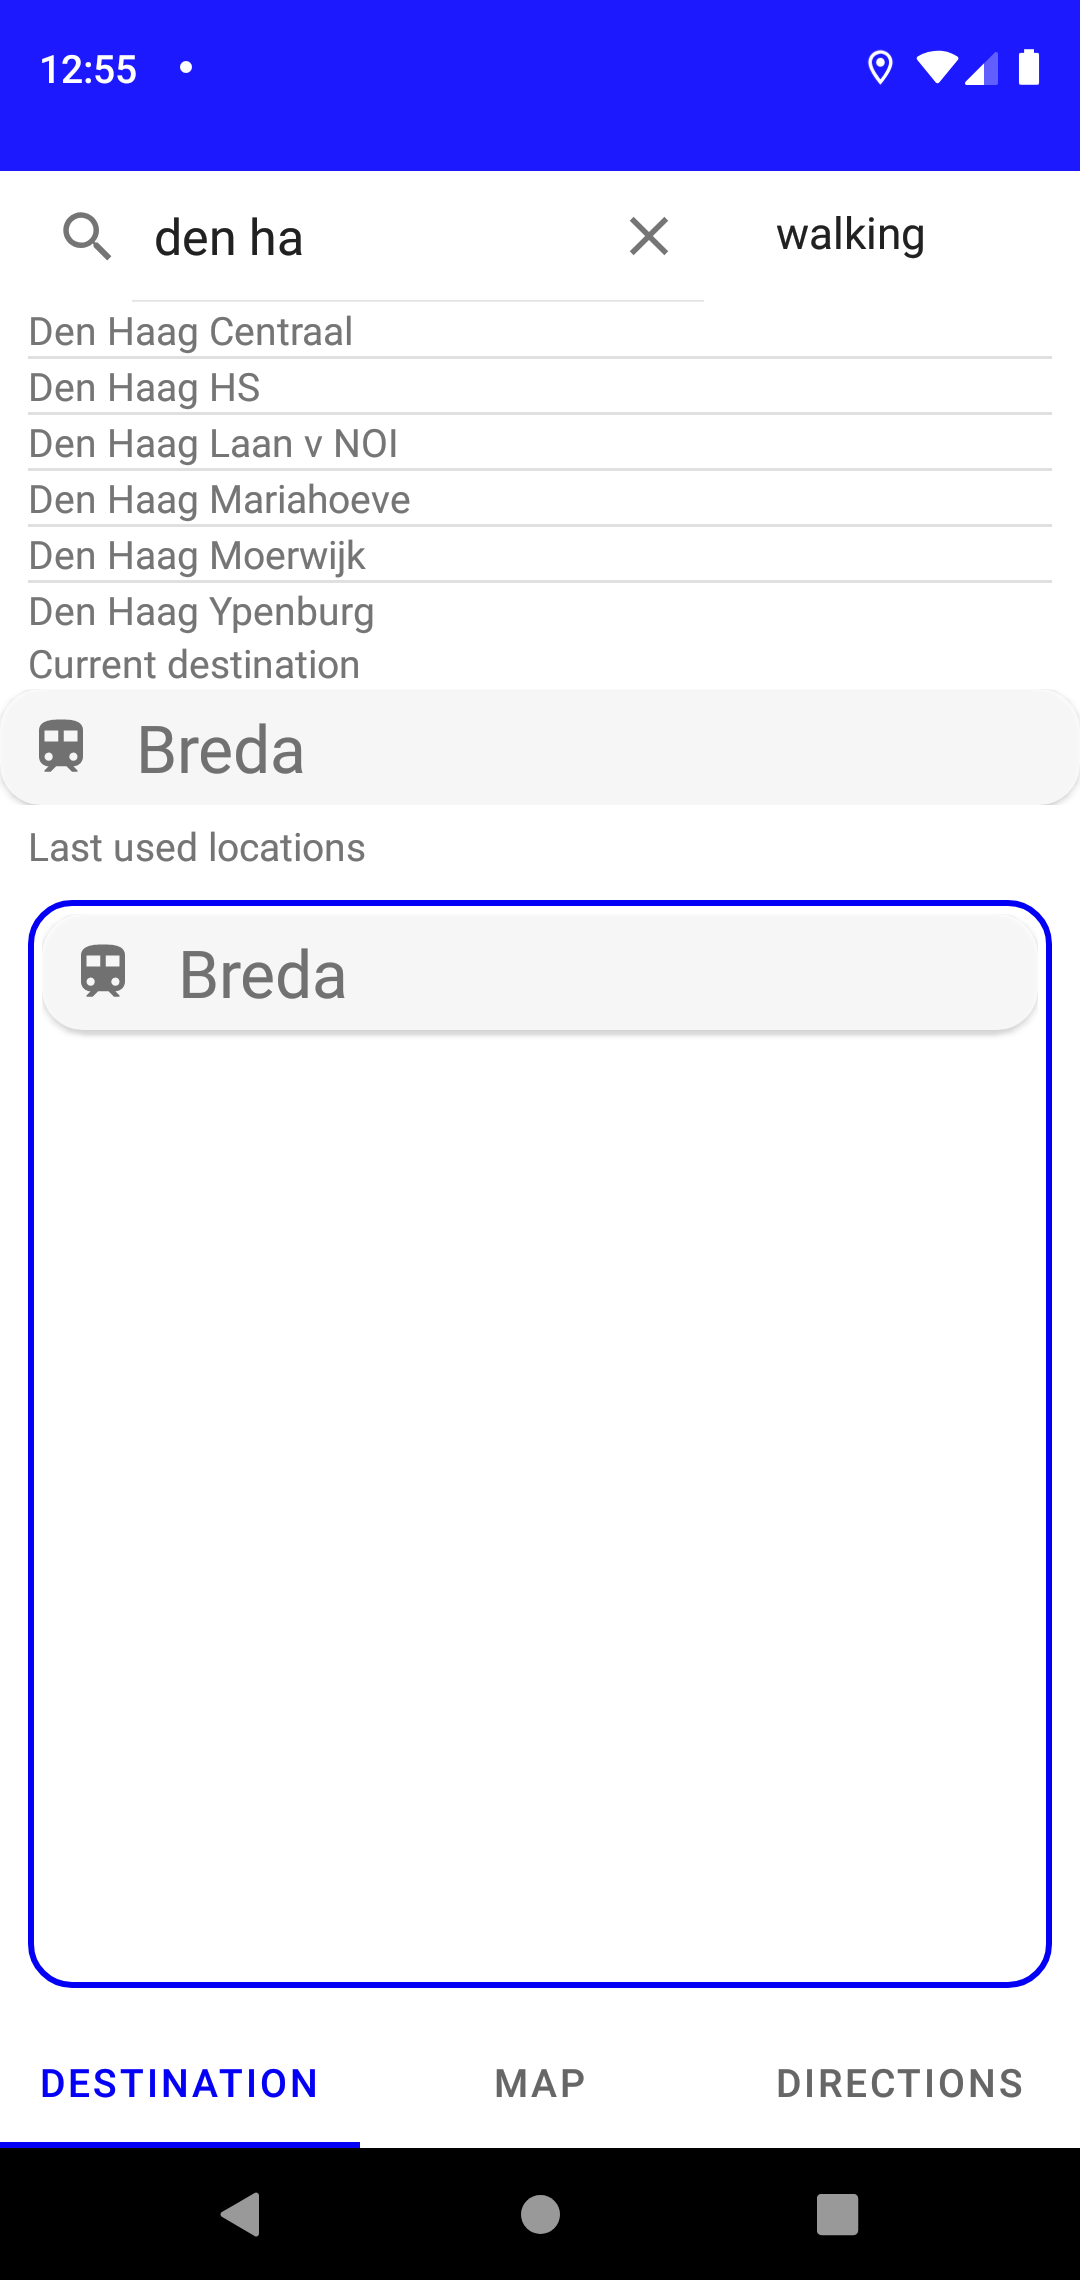 12:55
den ha
walking
Den Haag Centraal
Den Haag HS
Den Haag Laan v NOI
Den Haag Mariahoeve
Den Haag Moerwijk
Den Haag Ypenburg
Current destination
Breda
Last used locations
Breda
DESTINATION MAP DIRECTIONS